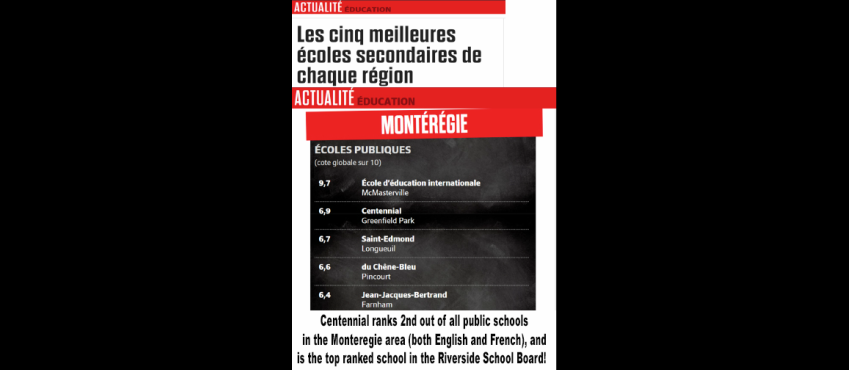 ACTUALITÉ ÉDUCATION
Les cinq meilleures
écoles secondaires de
chaque région
ACTUALITÉ ÉDUCATION
MONTÉRÉGIE
ÉCOLES PUBLIQUES
(cote globale sur 10)
9,7 École d'éducation internationale
McMasterville
6,9 Centennial
Greenfield Park
6,7 Saint-Edmond
Longueuil
6,6 du Chêne-Bleu
Pincourt
6,4 Jean-Jacques-Bertrand
Farnham
Centennial ranks 2nd out of all public schools
in the Monteregie area (both English and French), and
is the top ranked school in the Riverside School Board!